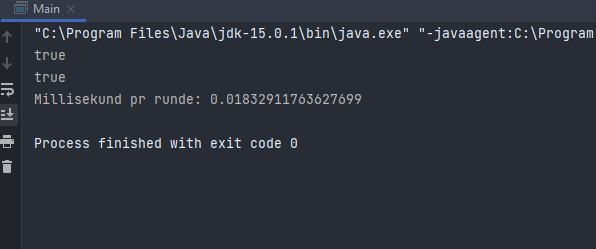 Main
"C:\Program Files\Java\jdk-15.0.1\bin\java.exe" "-javaagent:C:\Program
true
true
Millisekund pr runde: 0.01832911763627699
Process finished with exit code 0